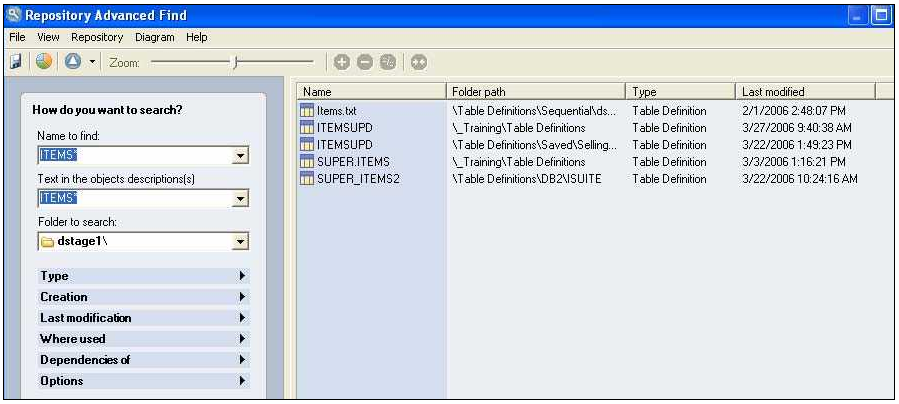 Repository Advanced Find
File View Repository Diagram Help
Zoom:
How do you want to search?
Name to find:
ITEMS*
Text in the objects descriptions(s)
ITEMS*
Folder to search:
dstage1\
Type
Creation
Last modification
Where used
Dependencies of
Options
Name Folder path Type Last modified
Items.txt \Table Definitions\Sequential\ds... Table Definition 2/1/2006 2:48:07 PM
ITEMSUPD \_Training\Table Definitions Table Definition 3/27/2006 9:40:38 AM
ITEMSUPD \Table Definitions\Saved\Selling... Table Definition 3/22/2006 1:49:23 PM
SUPER.ITEMS \_Training\Table Definitions Table Definition 3/3/2006 1:16:21 PM
SUPER_ITEMS2 \Table Definitions\DB2\ISUITE Table Definition 3/22/2006 10:24:16 AM